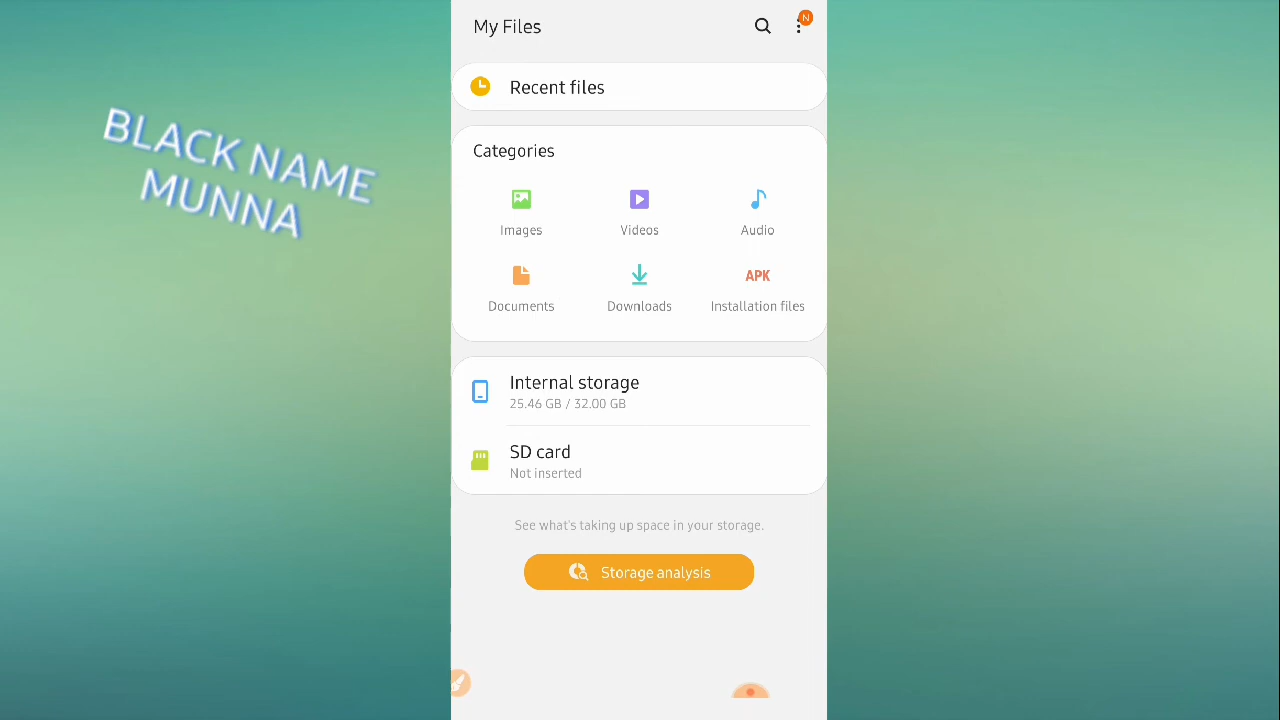 BLACK NAME
MUNNA
My Files
N
Recent files
Categories
Images
Videos
Audio
APK
Documents
Downloads
Installation files
Internal storage
25.46 GB / 32.00 GB
SD card
Not inserted
See what's taking up space in your storage.
Storage analysis